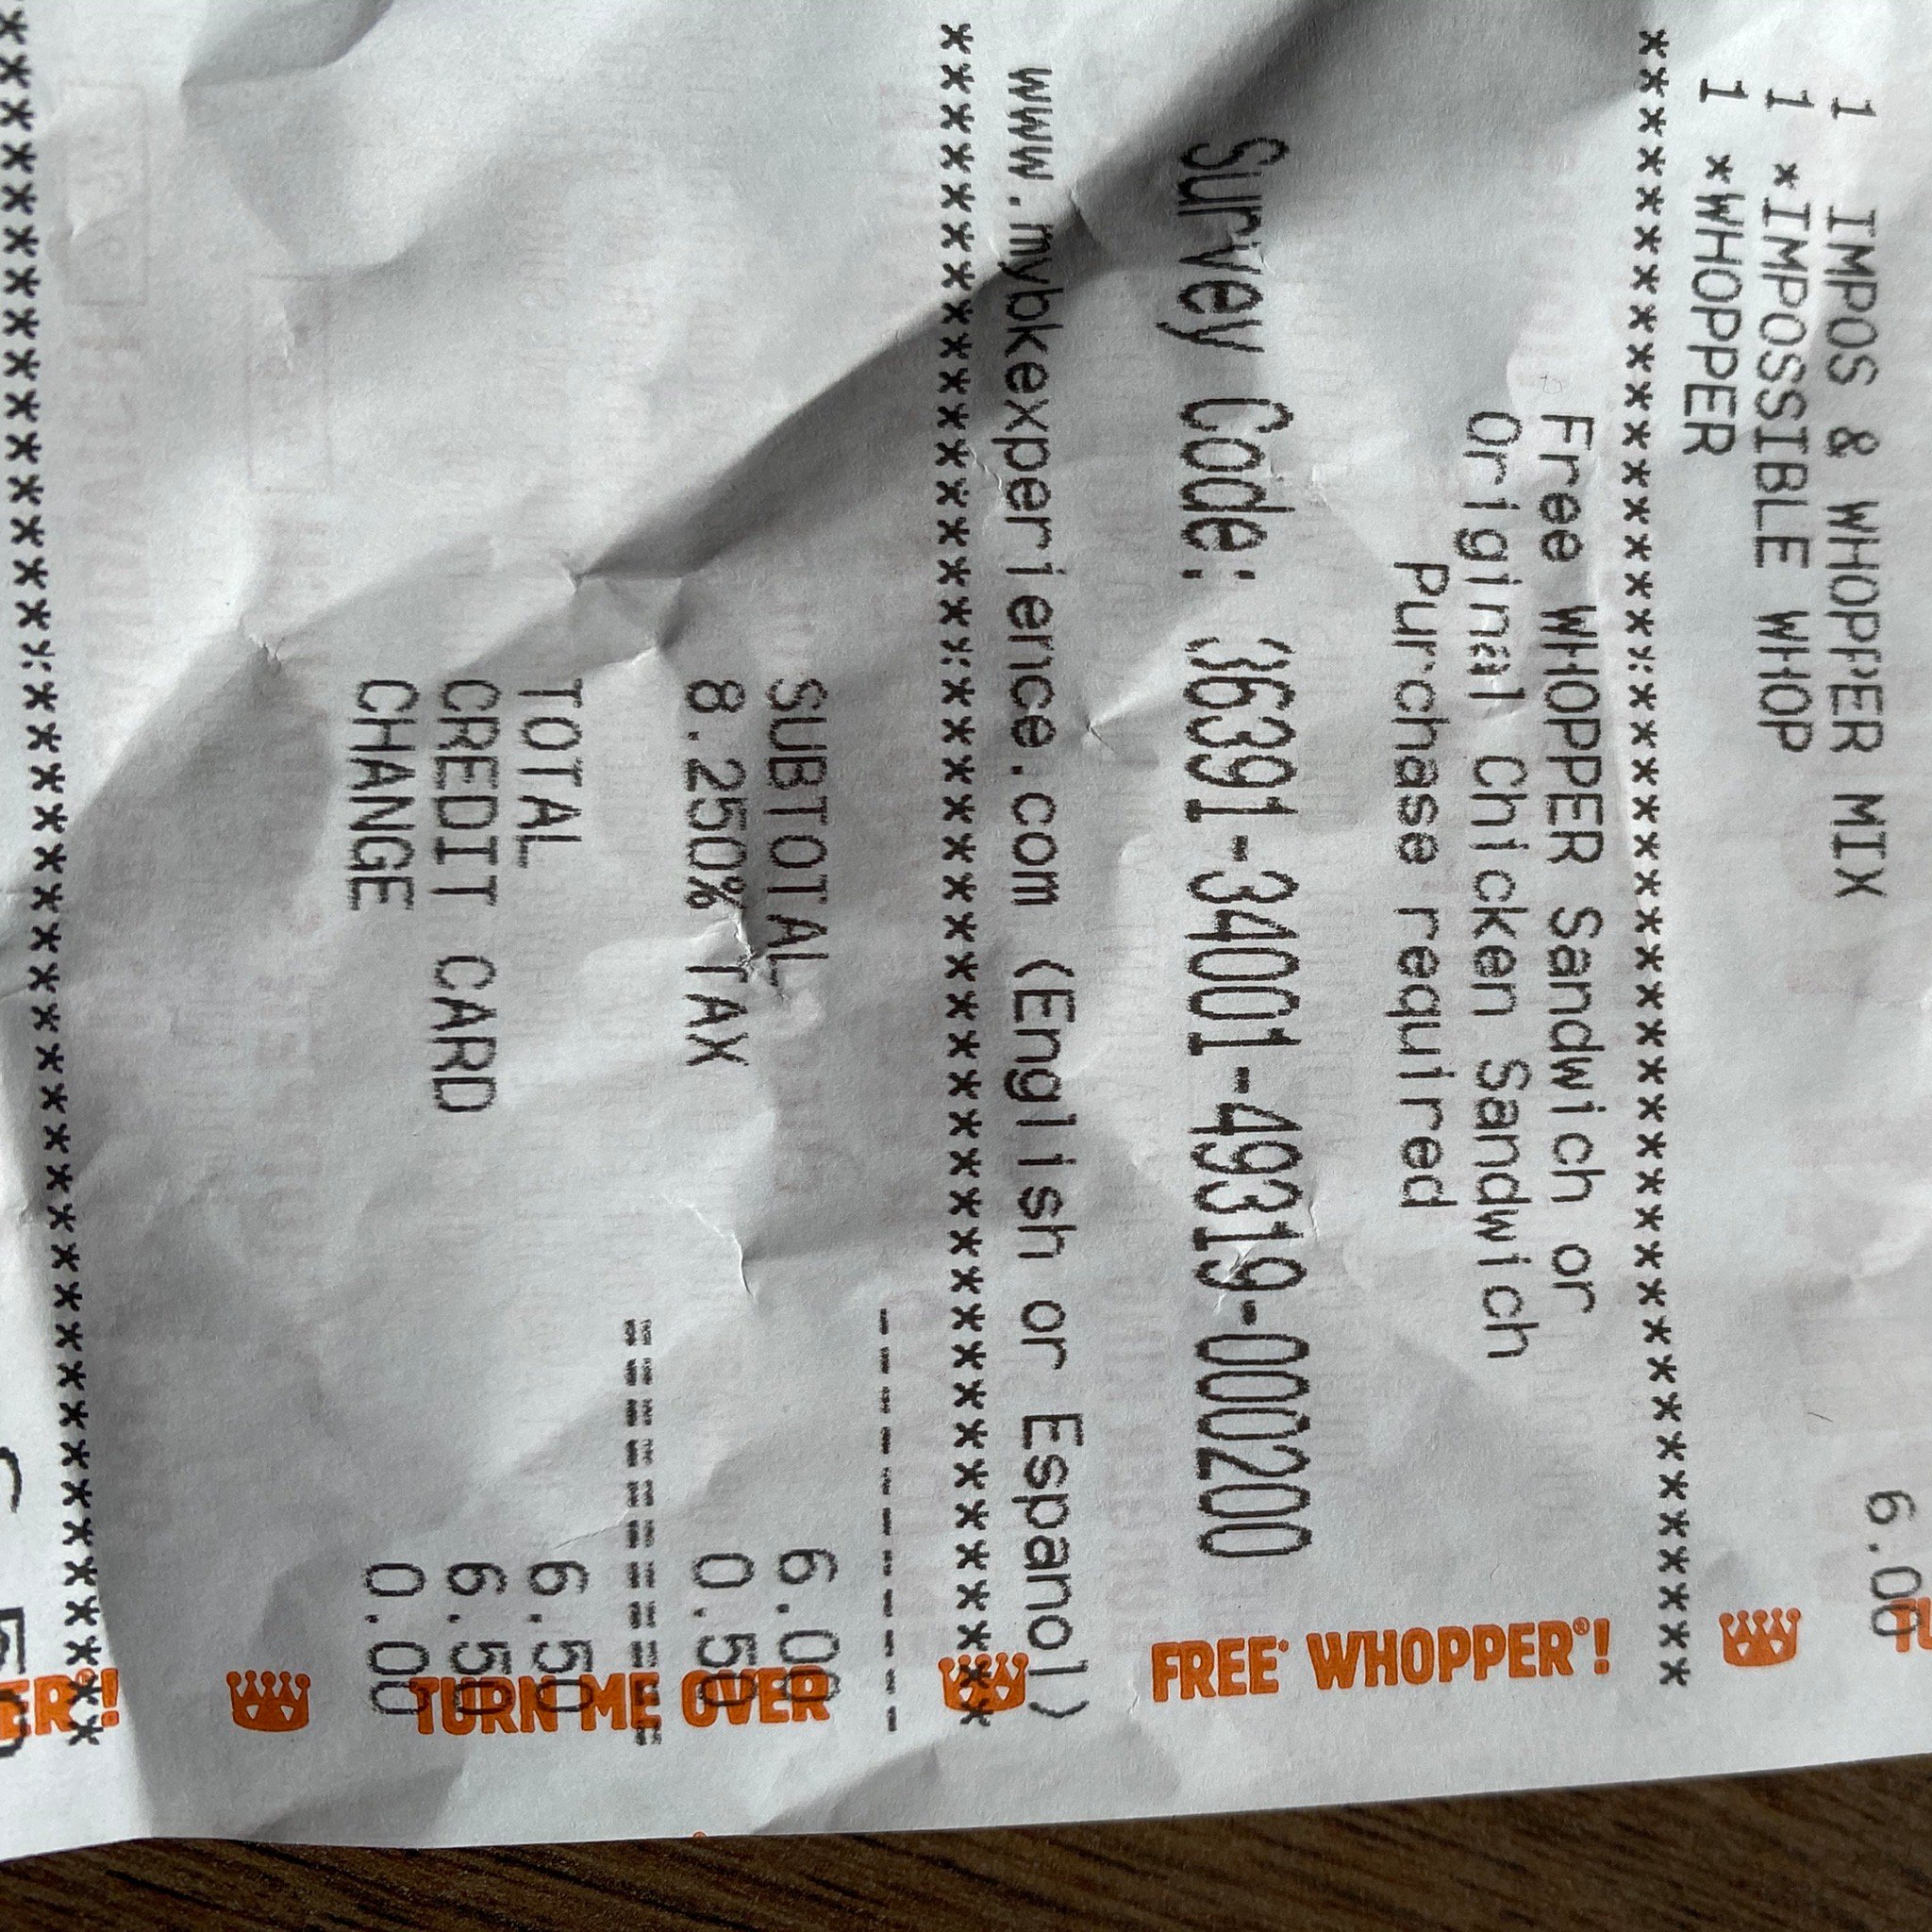 1 IMPOS & WHOPPER MIX 6.00
1 *IMPOSSIBLE WHOP
1 *WHOPPER
********************************************
Free WHOPPER Sandwich or
Original Chicken Sandwich
Purchase required
Survey Code: 36391-34001-49319-000200
www.mybkexperience.com (English or Espanol)
********************************************
SUBTOTAL 6.00
8.250% TAX 0.50
TOTAL 6.50
CREDIT CARD 6.50
CHANGE 0.00
********************************************
FREE WHOPPER®!
TURN ME OVER